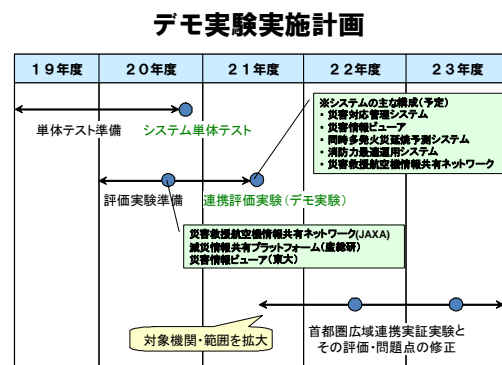 デモ実験実施計画
19年度
20年度
21年度
22年度
23年度
※システムの主な構成(予定)
・災害対応管理システム
・災害情報ビューア
・同時多発火災延焼予測システム
・消防力最適運用システム
・災害救援航空機情報共有ネットワーク
単体テスト準備
システム単体テスト
評価実験準備
連携評価実験(デモ実験)
災害救援航空機情報共有ネットワーク(JAXA)
減災情報共有プラットフォーム(産総研)
災害情報ビューア(東大)
対象機関・範囲を拡大
首都圏広域連携実証実験と
その評価・問題点の修正